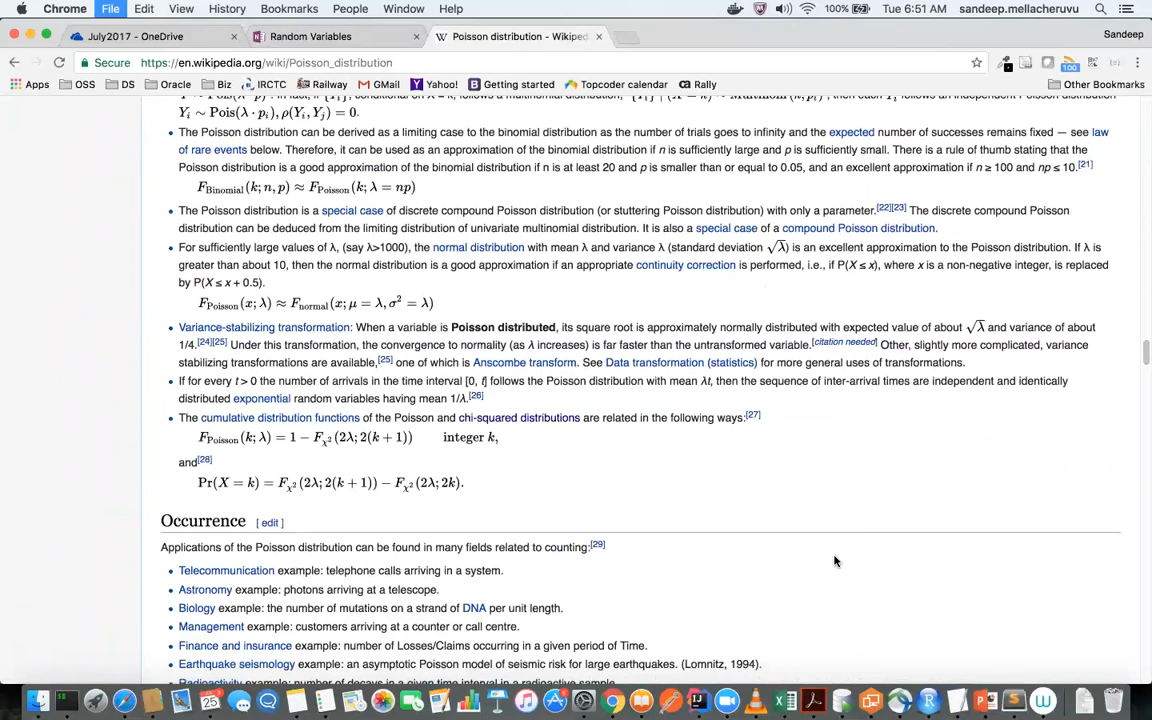 Chrome File Edit View History Bookmarks People Window Help 100% Tue 6:51 AM sandeep.mellacheruvu
July2017 - OneDrive × Random Variables × Poisson distribution - Wikiped × Sandeep
Secure https://en.wikipedia.org/wiki/Poisson_distribution
Apps OSS DS Oracle Biz IRCTC Railway GMail Yahoo! Getting started Topcoder calendar Rally Other Bookmarks
Yᵢ ∼ Pois(λ · pᵢ), ρ(Yᵢ, Yⱼ) = 0.
• The Poisson distribution can be derived as a limiting case to the binomial distribution as the number of trials goes to infinity and the expected number of successes remains fixed — see law
of rare events below. Therefore, it can be used as an approximation of the binomial distribution if n is sufficiently large and p is sufficiently small. There is a rule of thumb stating that the
Poisson distribution is a good approximation of the binomial distribution if n is at least 20 and p is smaller than or equal to 0.05, and an excellent approximation if n ≥ 100 and np ≤ 10.[21]
F_Binomial(k; n, p) ≈ F_Poisson(k; λ = np)
• The Poisson distribution is a special case of discrete compound Poisson distribution (or stuttering Poisson distribution) with only a parameter.[22][23] The discrete compound Poisson
distribution can be deduced from the limiting distribution of univariate multinomial distribution. It is also a special case of a compound Poisson distribution.
• For sufficiently large values of λ, (say λ>1000), the normal distribution with mean λ and variance λ (standard deviation √λ) is an excellent approximation to the Poisson distribution. If λ is
greater than about 10, then the normal distribution is a good approximation if an appropriate continuity correction is performed, i.e., if P(X ≤ x), where x is a non-negative integer, is replaced
by P(X ≤ x + 0.5).
F_Poisson(x; λ) ≈ F_normal(x; μ = λ, σ² = λ)
• Variance-stabilizing transformation: When a variable is Poisson distributed, its square root is approximately normally distributed with expected value of about √λ and variance of about
1/4.[24][25] Under this transformation, the convergence to normality (as λ increases) is far faster than the untransformed variable.[citation needed] Other, slightly more complicated, variance
stabilizing transformations are available,[25] one of which is Anscombe transform. See Data transformation (statistics) for more general uses of transformations.
• If for every t > 0 the number of arrivals in the time interval [0, t] follows the Poisson distribution with mean λt, then the sequence of inter-arrival times are independent and identically
distributed exponential random variables having mean 1/λ.[26]
• The cumulative distribution functions of the Poisson and chi-squared distributions are related in the following ways:[27]
F_Poisson(k; λ) = 1 − F_χ²(2λ; 2(k + 1)) integer k,
and[28]
Pr(X = k) = F_χ²(2λ; 2(k + 1)) − F_χ²(2λ; 2k).
Occurrence [ edit ]
Applications of the Poisson distribution can be found in many fields related to counting:[29]
• Telecommunication example: telephone calls arriving in a system.
• Astronomy example: photons arriving at a telescope.
• Biology example: the number of mutations on a strand of DNA per unit length.
• Management example: customers arriving at a counter or call centre.
• Finance and insurance example: number of Losses/Claims occurring in a given period of Time.
• Earthquake seismology example: an asymptotic Poisson model of seismic risk for large earthquakes. (Lomnitz, 1994).
• Radioactivity example: number of decays in a given time interval in a radioactive sample